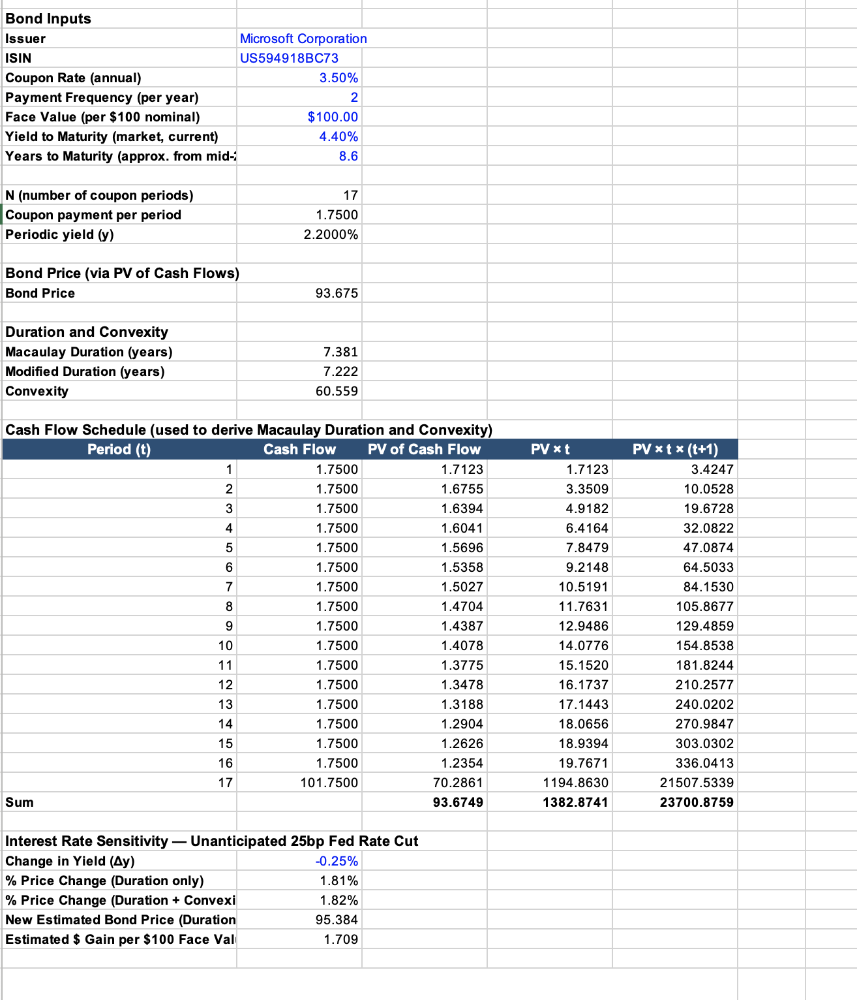 Bond Inputs
Issuer Microsoft Corporation
ISIN US594918BC73
Coupon Rate (annual) 3.50%
Payment Frequency (per year) 2
Face Value (per $100 nominal) $100.00
Yield to Maturity (market, current) 4.40%
Years to Maturity (approx. from mid- 8.6
N (number of coupon periods) 17
Coupon payment per period 1.7500
Periodic yield (y) 2.2000%
Bond Price (via PV of Cash Flows)
Bond Price 93.675
Duration and Convexity
Macaulay Duration (years) 7.381
Modified Duration (years) 7.222
Convexity 60.559
Cash Flow Schedule (used to derive Macaulay Duration and Convexity)
Period (t) Cash Flow PV of Cash Flow PV × t PV × t × (t+1)
1 1.7500 1.7123 1.7123 3.4247
2 1.7500 1.6755 3.3509 10.0528
3 1.7500 1.6394 4.9182 19.6728
4 1.7500 1.6041 6.4164 32.0822
5 1.7500 1.5696 7.8479 47.0874
6 1.7500 1.5358 9.2148 64.5033
7 1.7500 1.5027 10.5191 84.1530
8 1.7500 1.4704 11.7631 105.8677
9 1.7500 1.4387 12.9486 129.4859
10 1.7500 1.4078 14.0776 154.8538
11 1.7500 1.3775 15.1520 181.8244
12 1.7500 1.3478 16.1737 210.2577
13 1.7500 1.3188 17.1443 240.0202
14 1.7500 1.2904 18.0656 270.9847
15 1.7500 1.2626 18.9394 303.0302
16 1.7500 1.2354 19.7671 336.0413
17 101.7500 70.2861 1194.8630 21507.5339
Sum 93.6749 1382.8741 23700.8759
Interest Rate Sensitivity — Unanticipated 25bp Fed Rate Cut
Change in Yield (Δy) -0.25%
% Price Change (Duration only) 1.81%
% Price Change (Duration + Convexi 1.82%
New Estimated Bond Price (Duration 95.384
Estimated $ Gain per $100 Face Val 1.709